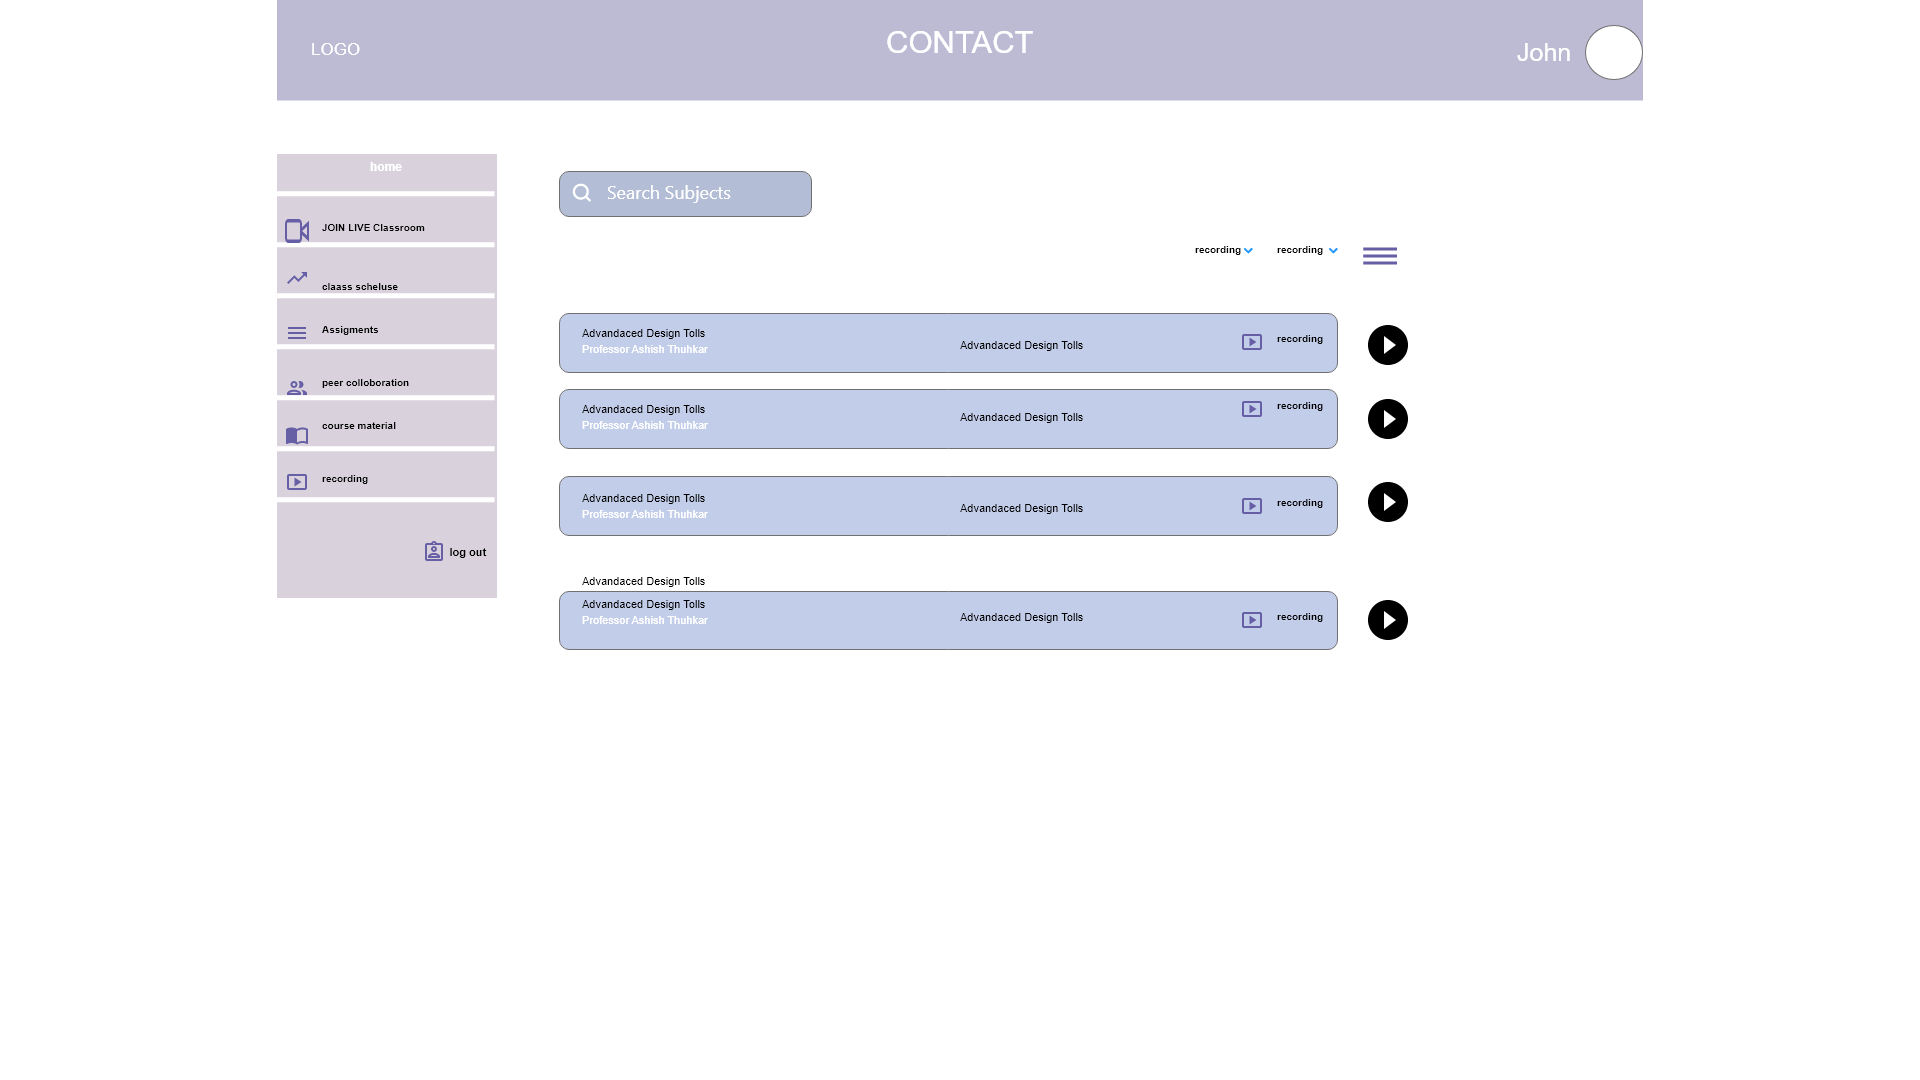 LOGO
CONTACT
John
home
JOIN LIVE Classroom
claass scheluse
Assigments
peer colloboration
course material
recording
log out
Search Subjects
recording
recording
Advandaced Design Tolls
Professor Ashish Thuhkar
Advandaced Design Tolls
recording
Advandaced Design Tolls
Professor Ashish Thuhkar
Advandaced Design Tolls
recording
Advandaced Design Tolls
Professor Ashish Thuhkar
Advandaced Design Tolls
recording
Advandaced Design Tolls
Advandaced Design Tolls
Professor Ashish Thuhkar
Advandaced Design Tolls
recording